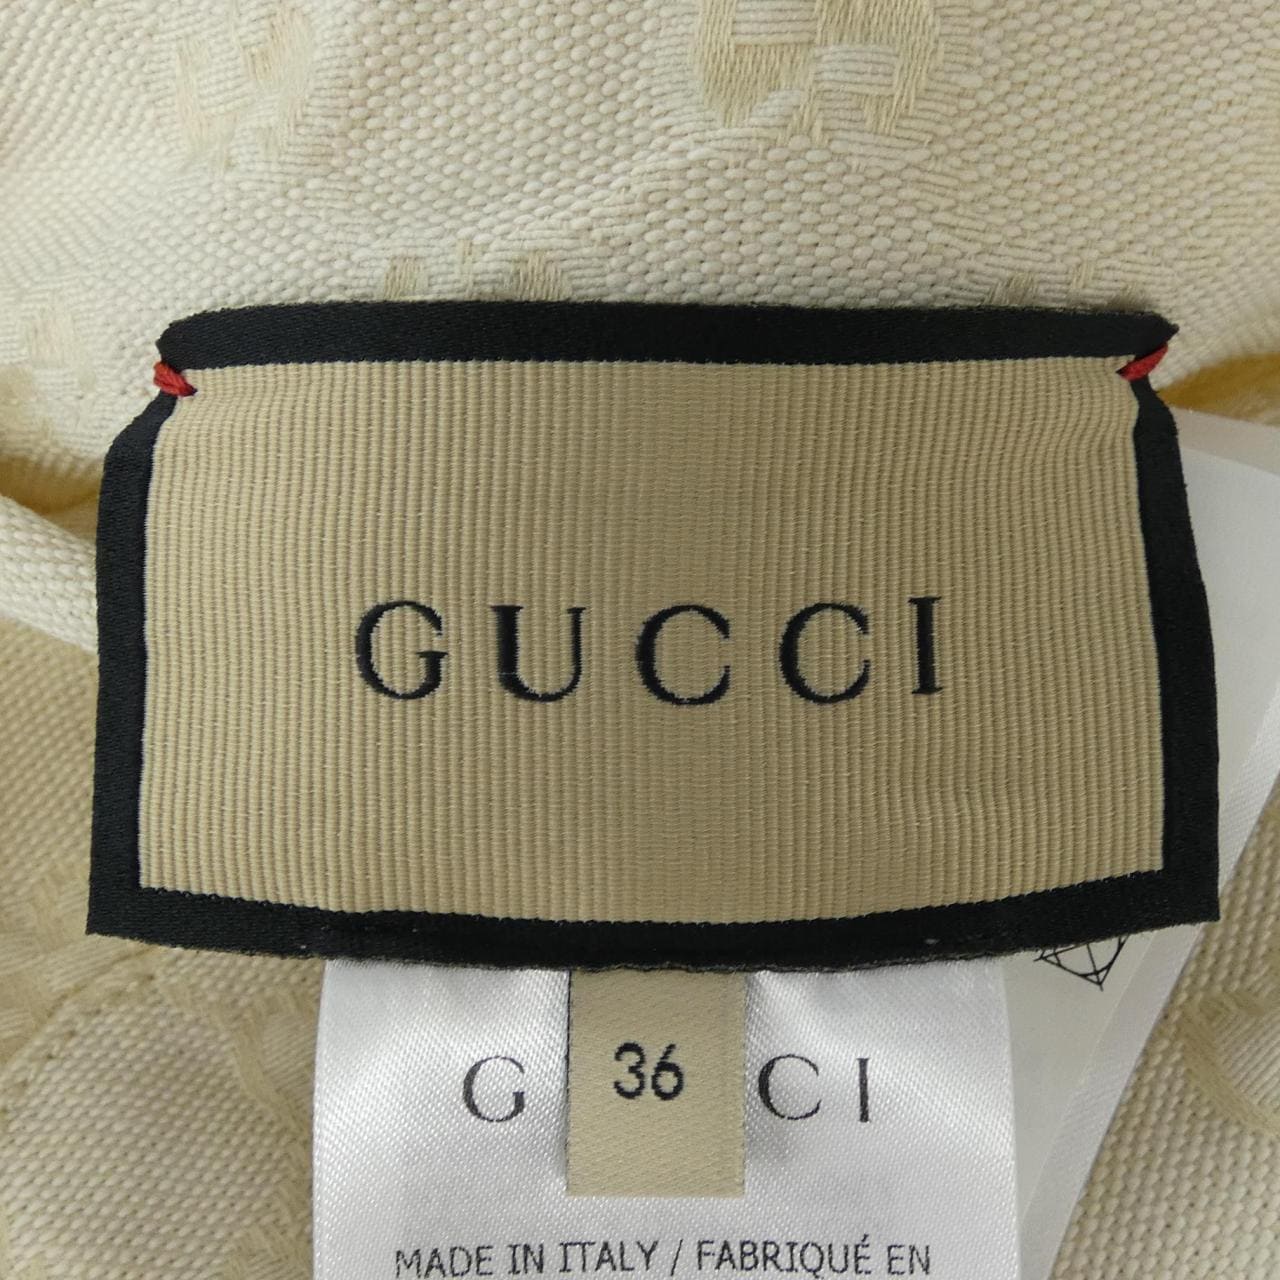 GUCCI
36
G CI
MADE IN ITALY / FABRIQUÉ EN